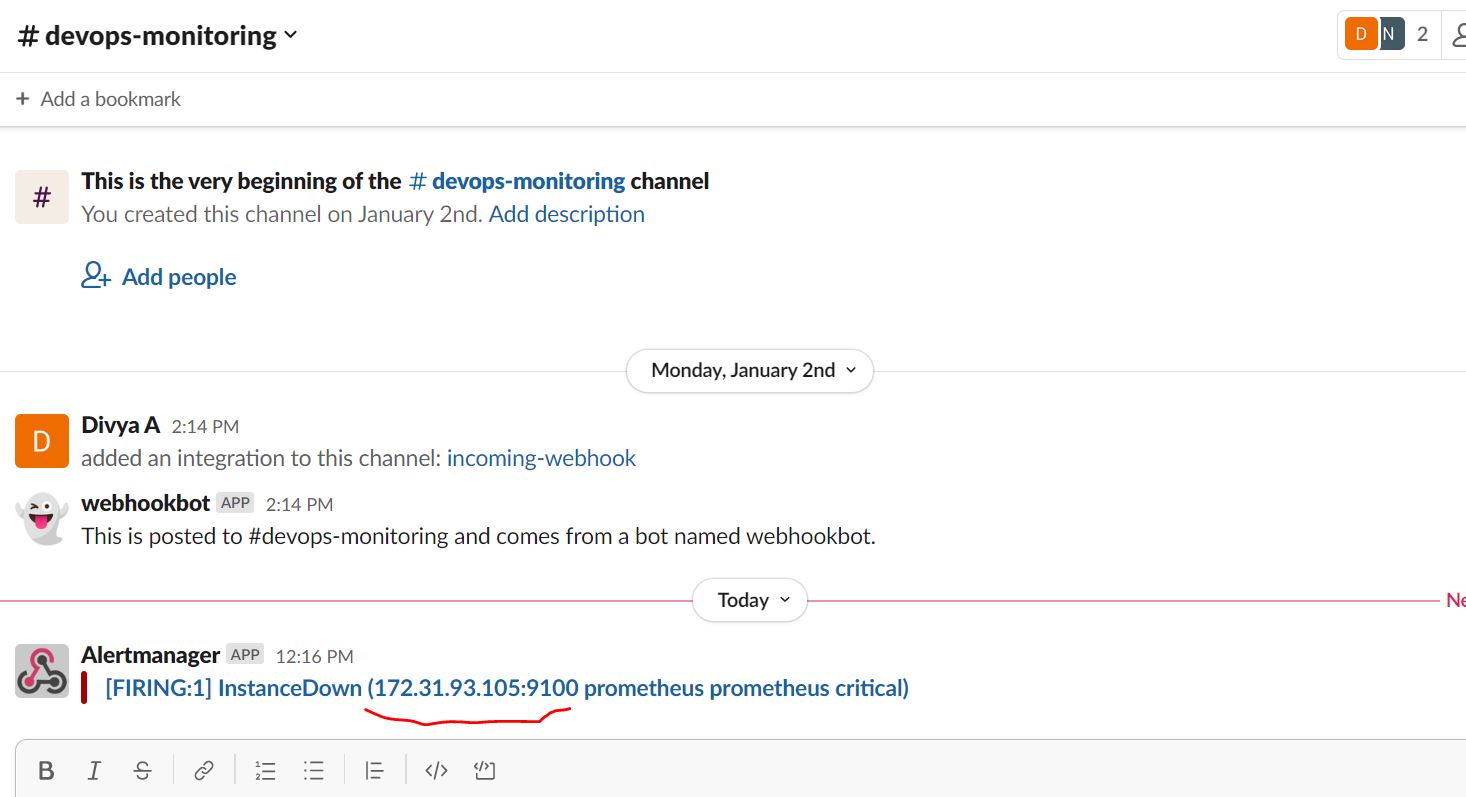 # devops-monitoring
D N 2
+ Add a bookmark
# This is the very beginning of the # devops-monitoring channel
You created this channel on January 2nd. Add description
Add people
Monday, January 2nd
D Divya A 2:14 PM
added an integration to this channel: incoming-webhook
webhookbot APP 2:14 PM
This is posted to #devops-monitoring and comes from a bot named webhookbot.
Today
Ne
Alertmanager APP 12:16 PM
[FIRING:1] InstanceDown (172.31.93.105:9100 prometheus prometheus critical)
B I S